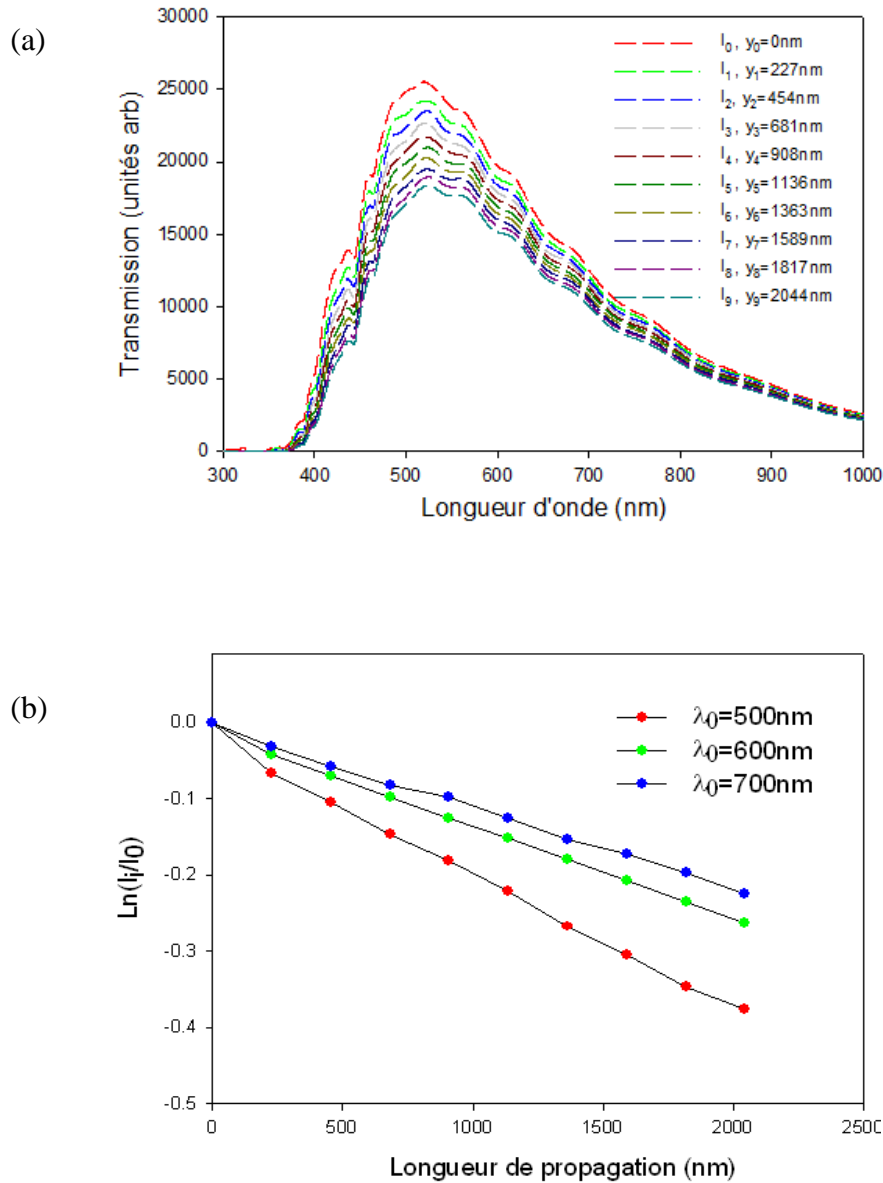 (a)
Transmission (unités arb)
30000
25000
20000
15000
10000
5000
0
I0 , y0=0nm
I1 , y1=227nm
I2, y2=454nm
I3, y3=681nm
I4, y4=908nm
I5, y5=1136nm
I6, y6=1363nm
I7, y7=1589nm
I8, y8=1817nm
I9, y9=2044nm
300 400 500 600 700 800 900 1000
Longueur d'onde (nm)
(b)
Ln(Ii/I0)
0.0
-0.1
-0.2
-0.3
-0.4
-0.5
λ0=500nm
λ0=600nm
λ0=700nm
0 500 1000 1500 2000 2500
Longueur de propagation (nm)